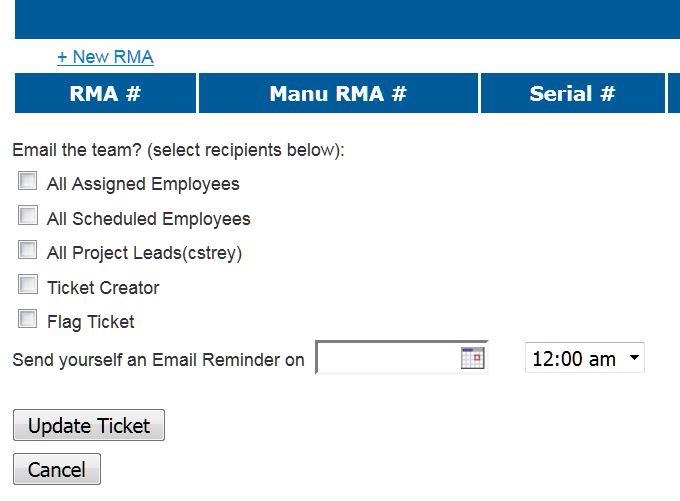 + New RMA
RMA # Manu RMA # Serial #
Email the team? (select recipients below):
All Assigned Employees
All Scheduled Employees
All Project Leads(cstrey)
Ticket Creator
Flag Ticket
Send yourself an Email Reminder on 12:00 am
Update Ticket
Cancel